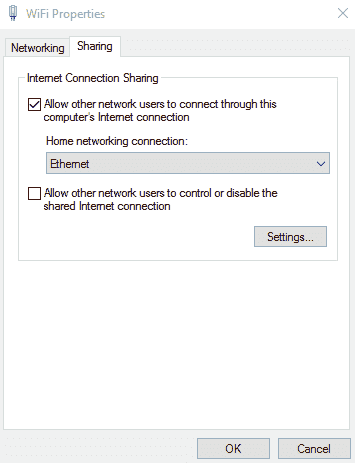 WiFi Properties
Networking
Sharing
Internet Connection Sharing
Allow other network users to connect through this
computer's Internet connection
Home networking connection:
Ethernet
Allow other network users to control or disable the
shared Internet connection
Settings...
OK
Cancel